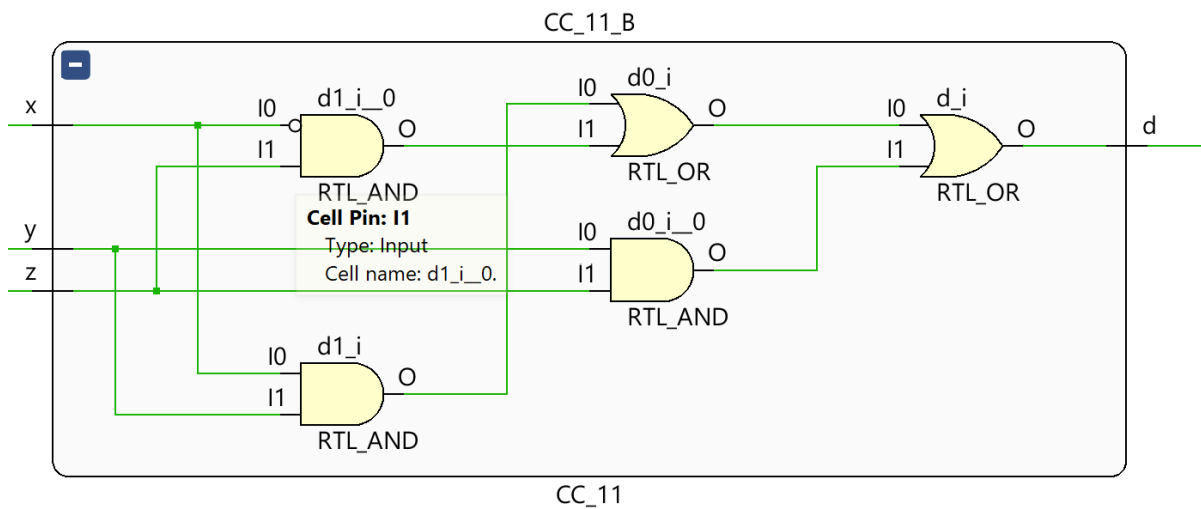 CC_11_B
x
I0
d1_i__0
I1
O
RTL_AND
I0
d0_i
I1
O
RTL_OR
I0
d_i
I1
O
RTL_OR
d
Cell Pin: I1
Type: Input
Cell name: d1_i__0.
y
z
I0
d0_i__0
I1
O
RTL_AND
I0
d1_i
I1
O
RTL_AND
CC_11